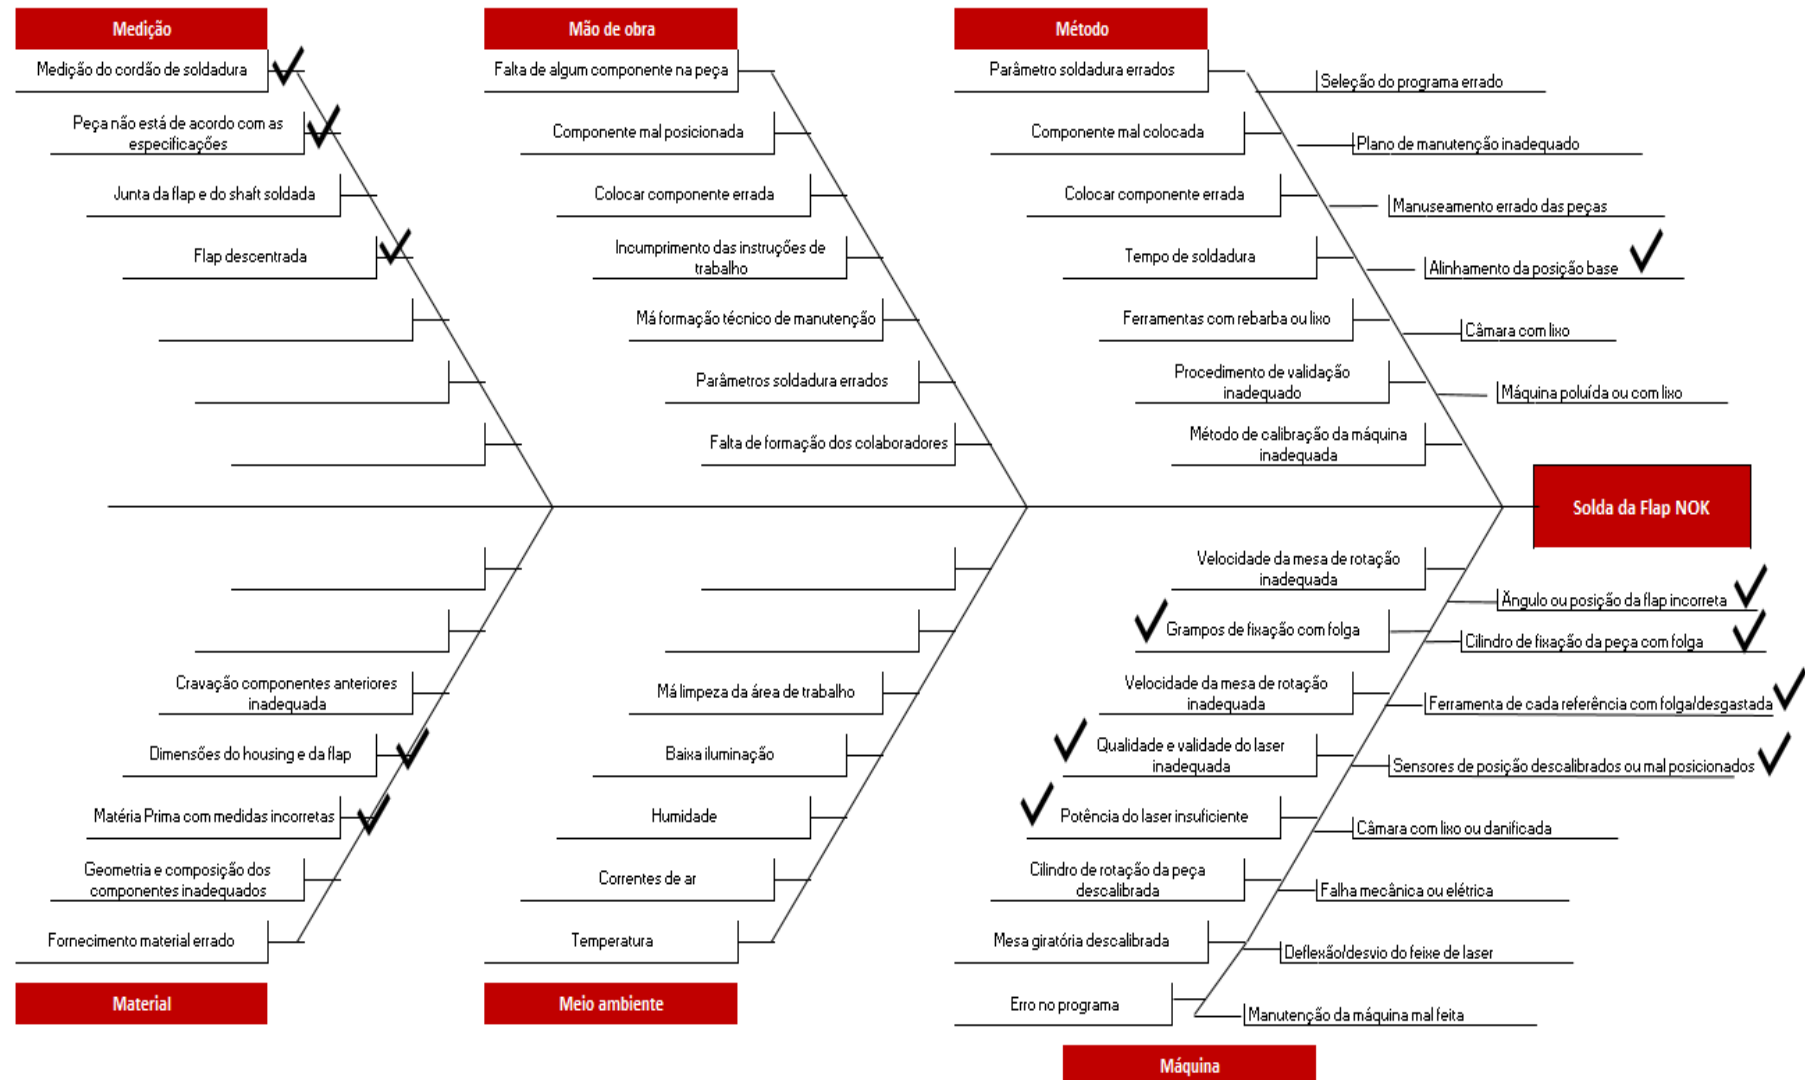 Medição
Medição do cordão de soldadura
Peça não está de acordo com as
especificações
Junta da flap e do shaft soldada
Flap descentrada
Mão de obra
Falta de algum componente na peça
Componente mal posicionada
Colocar componente errada
Incumprimento das instruções de
trabalho
Má formação técnico de manutenção
Parâmetros soldadura errados
Falta de formação dos colaboradores
Método
Parâmetro soldadura errados
Componente mal colocada
Colocar componente errada
Tempo de soldadura
Ferramentas com rebarba ou lixo
Procedimento de validação
inadequado
Método de calibração da máquina
inadequada
Seleção do programa errado
Plano de manutenção inadequado
Manuseamento errado das peças
Alinhamento da posição base
Câmara com lixo
Máquina poluída ou com lixo
Solda da Flap NOK
Cravação componentes anteriores
inadequada
Dimensões do housing e da flap
Matéria Prima com medidas incorretas
Geometria e composição dos
componentes inadequados
Fornecimento material errado
Material
Má limpeza da área de trabalho
Baixa iluminação
Humidade
Correntes de ar
Temperatura
Meio ambiente
Velocidade da mesa de rotação
inadequada
Grampos de fixação com folga
Velocidade da mesa de rotação
inadequada
Qualidade e validade do laser
inadequada
Potência do laser insuficiente
Cilindro de rotação da peça
descalibrada
Mesa giratória descalibrada
Erro no programa
Ângulo ou posição da flap incorreta
Cilindro de fixação da peça com folga
Ferramenta de cada referência com folga/desgastada
Sensores de posição descalibrados ou mal posicionados
Câmara com lixo ou danificada
Falha mecânica ou elétrica
Deflexão/desvio do feixe de laser
Manutenção da máquina mal feita
Máquina